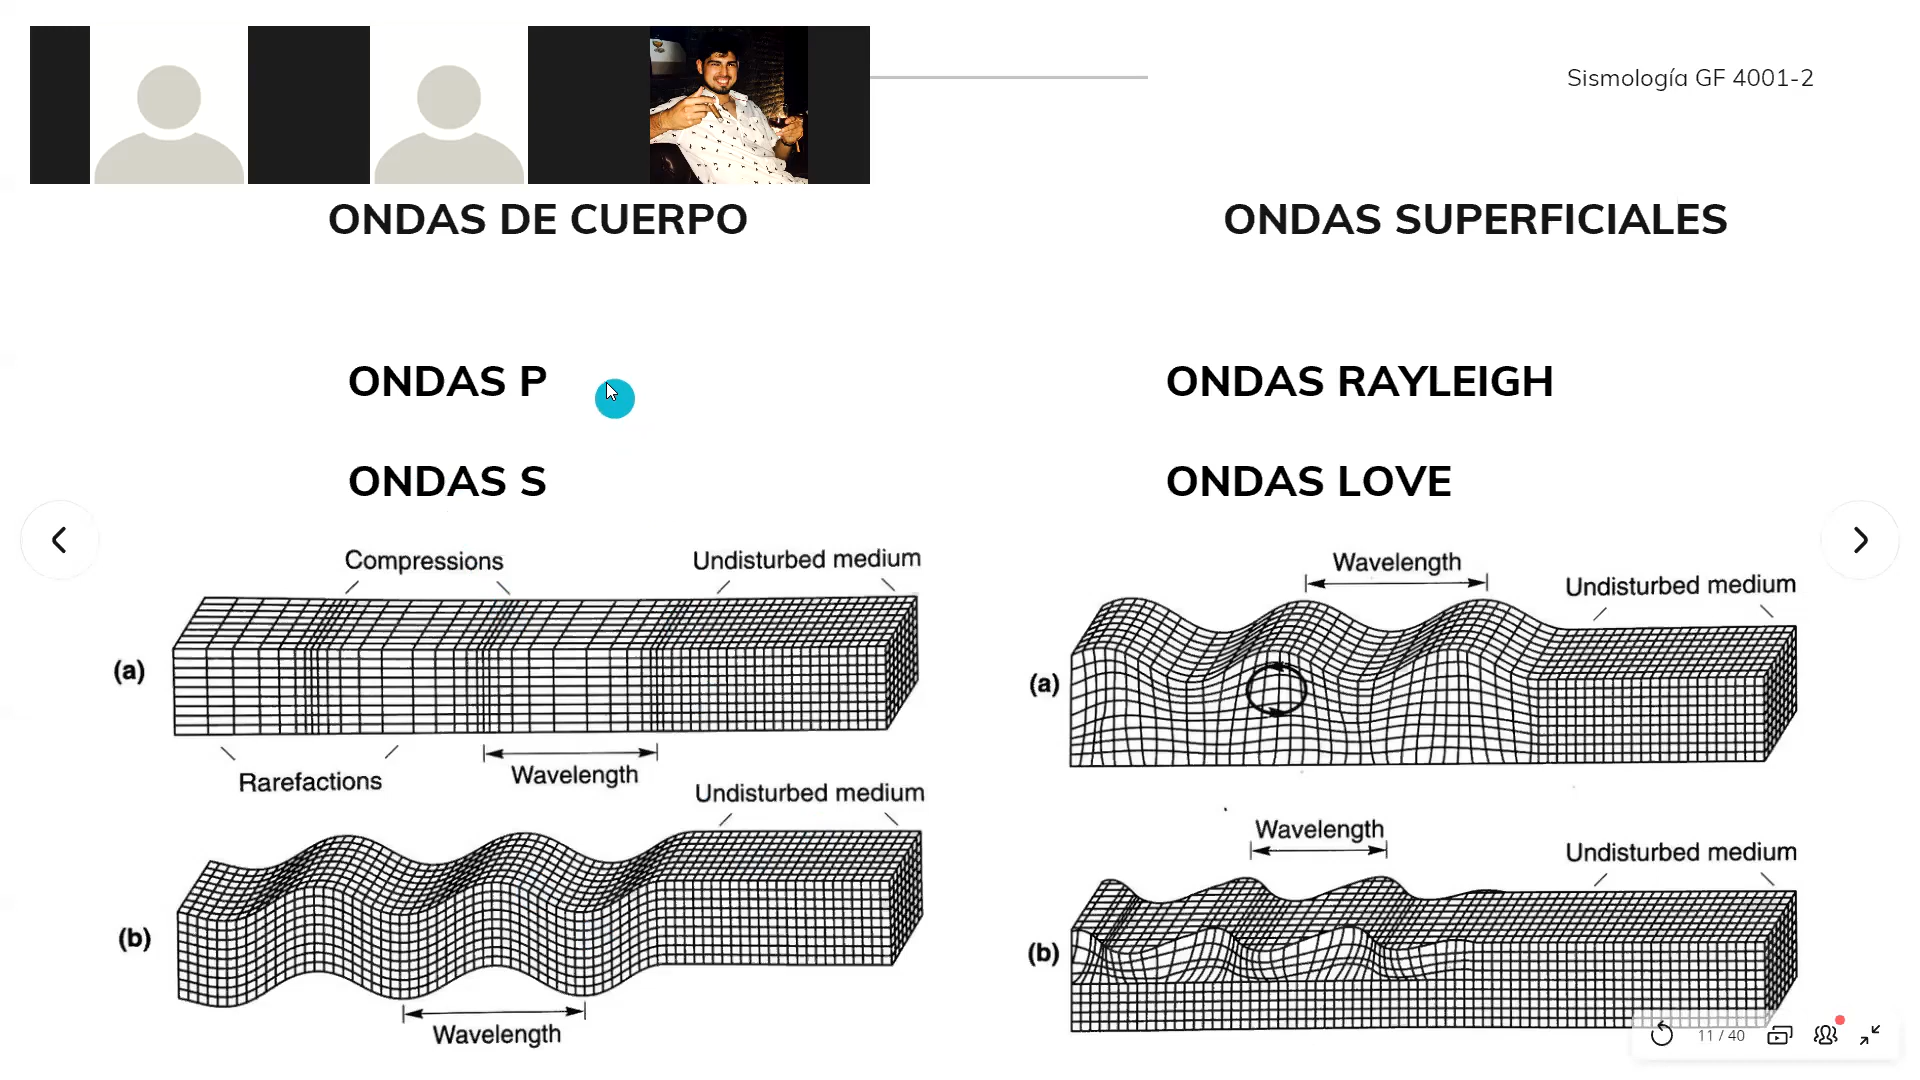 Sismología GF 4001-2
ONDAS DE CUERPO
ONDAS SUPERFICIALES
ONDAS P
ONDAS RAYLEIGH
ONDAS S
ONDAS LOVE
Compressions
Undisturbed medium
(a)
Rarefactions
Wavelength
Undisturbed medium
(b)
Wavelength
Wavelength
Undisturbed medium
(a)
Wavelength
Undisturbed medium
(b)
11 / 40